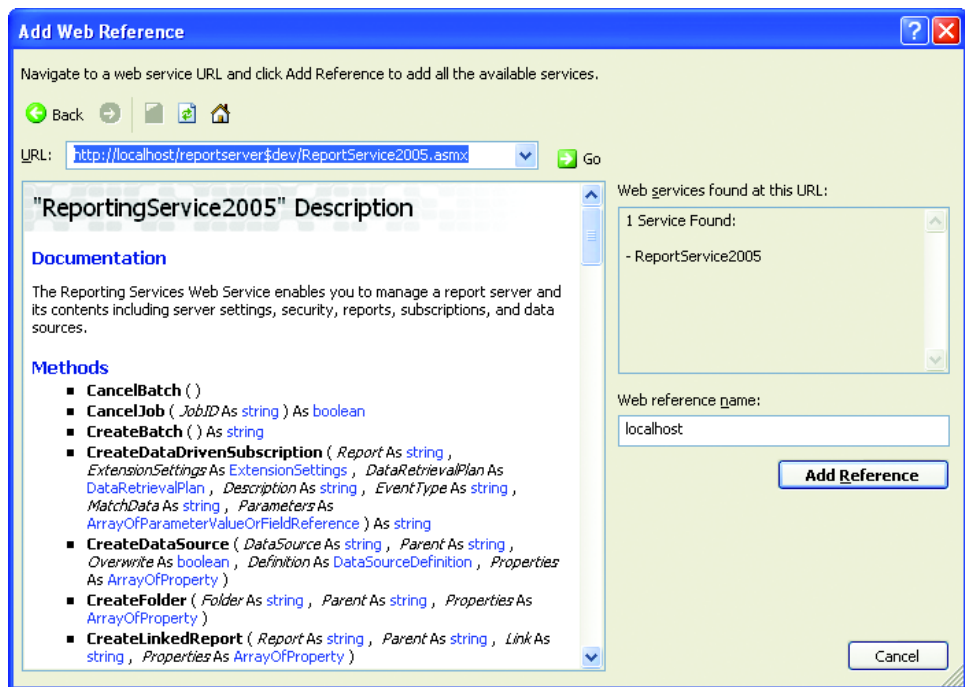 Add Web Reference
Navigate to a web service URL and click Add Reference to add all the available services.
Back
URL: http://localhost/reportserver$dev/ReportService2005.asmx Go
"ReportingService2005" Description
Documentation
The Reporting Services Web Service enables you to manage a report server and
its contents including server settings, security, reports, subscriptions, and data
sources.
Methods
■ CancelBatch ( )
■ CancelJob ( JobID As string ) As boolean
■ CreateBatch ( ) As string
■ CreateDataDrivenSubscription ( Report As string ,
ExtensionSettings As ExtensionSettings , DataRetrievalPlan As
DataRetrievalPlan , Description As string , EventType As string ,
MatchData As string , Parameters As
ArrayOfParameterValueOrFieldReference ) As string
■ CreateDataSource ( DataSource As string , Parent As string ,
Overwrite As boolean , Definition As DataSourceDefinition , Properties
As ArrayOfProperty )
■ CreateFolder ( Folder As string , Parent As string , Properties As
ArrayOfProperty )
■ CreateLinkedReport ( Report As string , Parent As string , Link As
string , Properties As ArrayOfProperty )
Web services found at this URL:
1 Service Found:
- ReportService2005
Web reference name:
localhost
Add Reference
Cancel